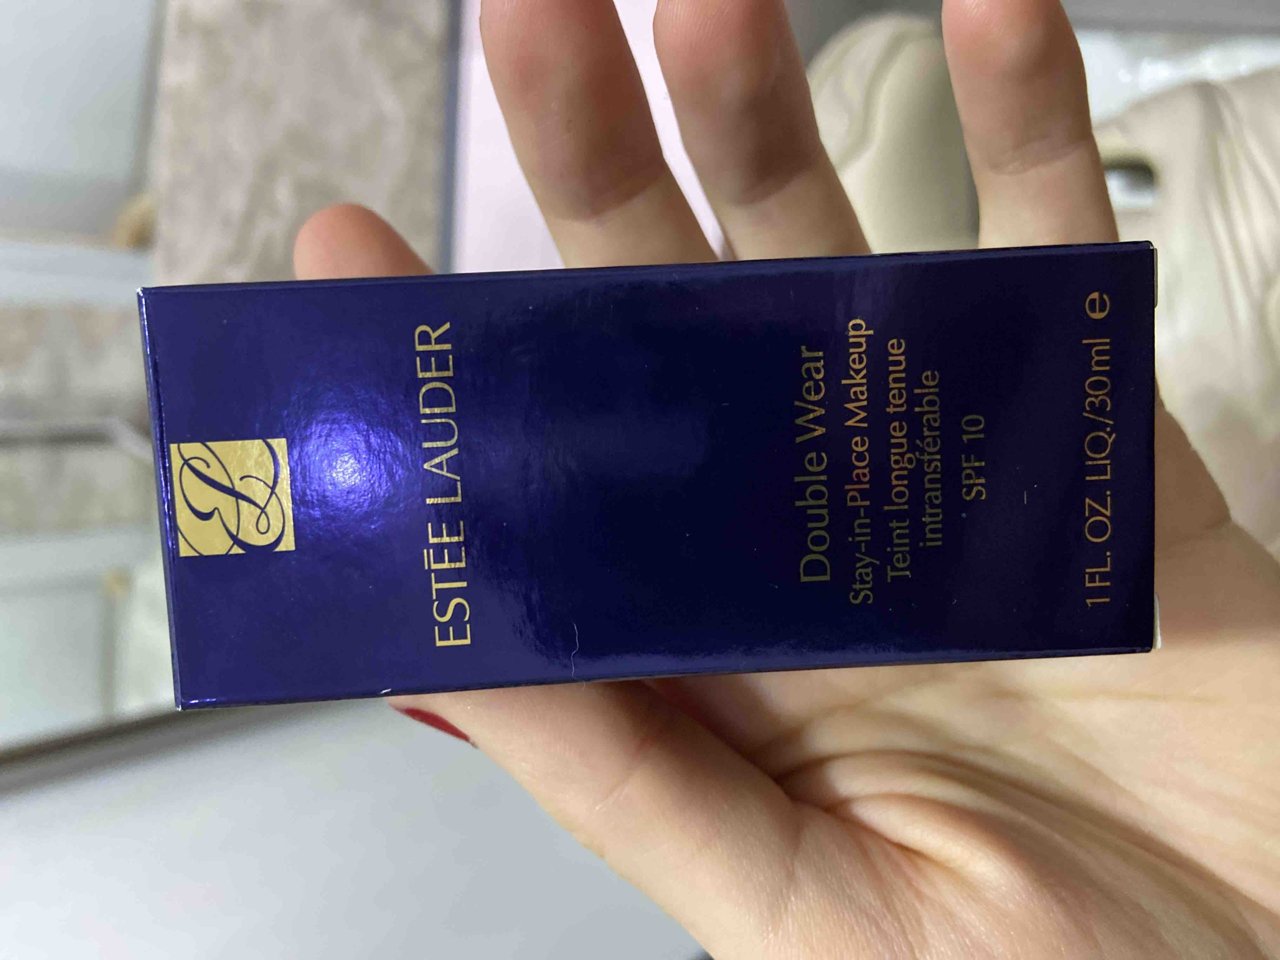 ESTĒE LAUDER
Double Wear
Stay-in-Place Makeup
Teint longue tenue
intransférable
SPF 10
1 FL. OZ. LIQ./30ml ℮